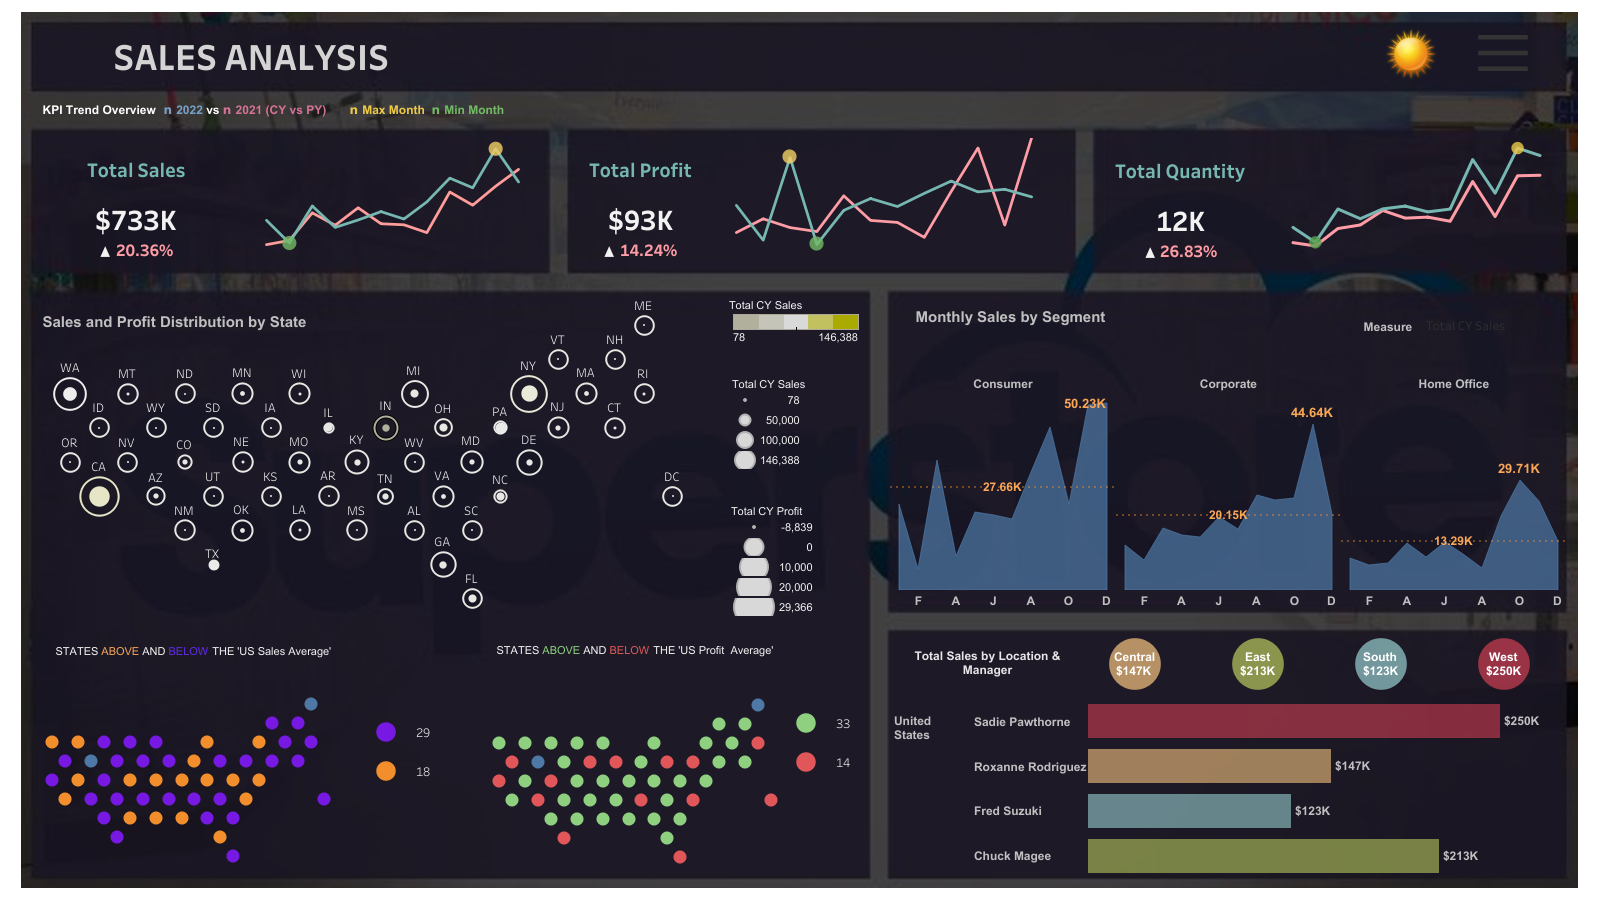 SALES ANALYSIS
KPI Trend Overview n 2022 vs n 2021 (CY vs PY) n Max Month n Min Month
Total Sales
$733K
▲ 20.36%
Total Profit
$93K
▲ 14.24%
Total Quantity
12K
▲ 26.83%
Sales and Profit Distribution by State
ME
VT NH
WA MT ND MN WI MI NY MA RI
ID WY SD IA IL IN OH PA NJ CT
OR NV CO NE MO KY WV MD DE
CA AZ UT KS AR TN VA NC DC
NM OK LA MS AL SC
TX GA
FL
Total CY Sales
78 146,388
Total CY Sales
78
50,000
100,000
146,388
Total CY Profit
-8,839
0
10,000
20,000
29,366
STATES ABOVE AND BELOW THE 'US Sales Average'
29
18
STATES ABOVE AND BELOW THE 'US Profit Average'
33
14
Monthly Sales by Segment
Measure Total CY Sales
Consumer Corporate Home Office
50.23K 44.64K 29.71K
27.66K 20.15K 13.29K
F A J A O D F A J A O D F A J A O D
Total Sales by Location &
Manager
Central
$147K
East
$213K
South
$123K
West
$250K
United
States
Sadie Pawthorne $250K
Roxanne Rodriguez $147K
Fred Suzuki $123K
Chuck Magee $213K